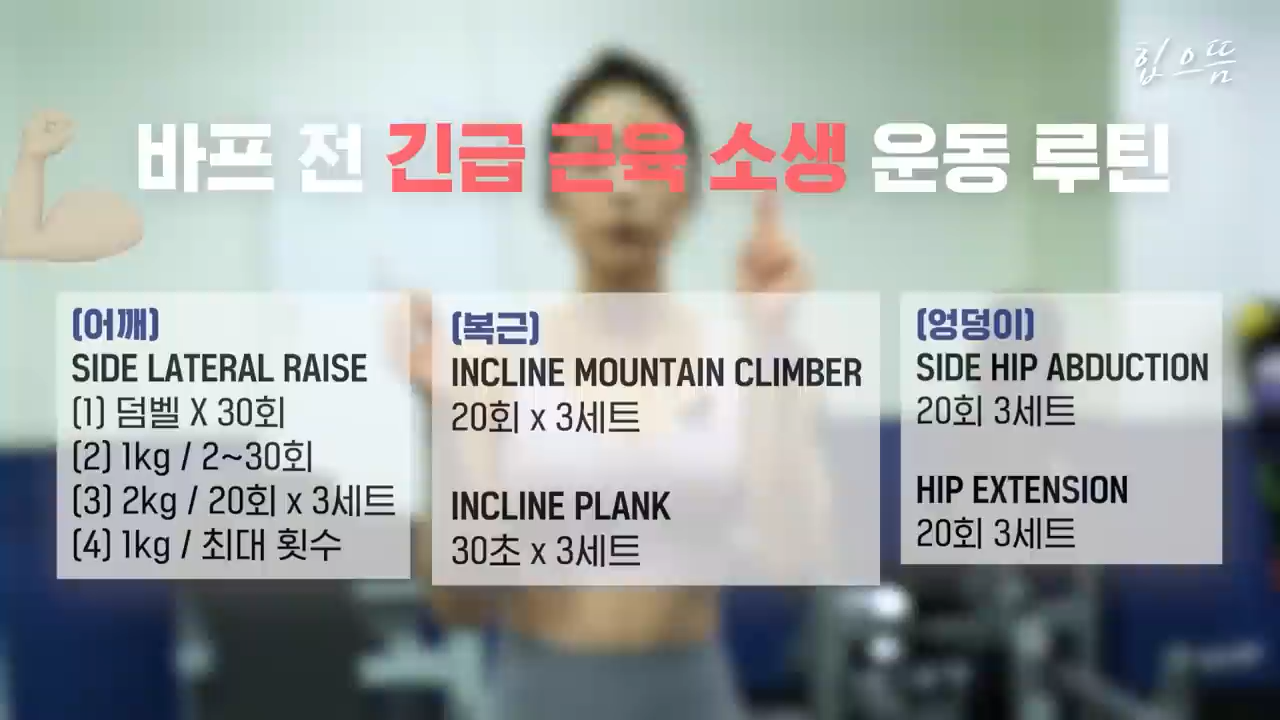 힙으뜸
바프 전 긴급 근육 소생 운동 루틴
(어깨)
SIDE LATERAL RAISE
(1) 덤벨 X 30회
(2) 1kg / 2~30회
(3) 2kg / 20회 x 3세트
(4) 1kg / 최대 횟수
(복근)
INCLINE MOUNTAIN CLIMBER
20회 x 3세트
INCLINE PLANK
30초 x 3세트
(엉덩이)
SIDE HIP ABDUCTION
20회 3세트
HIP EXTENSION
20회 3세트